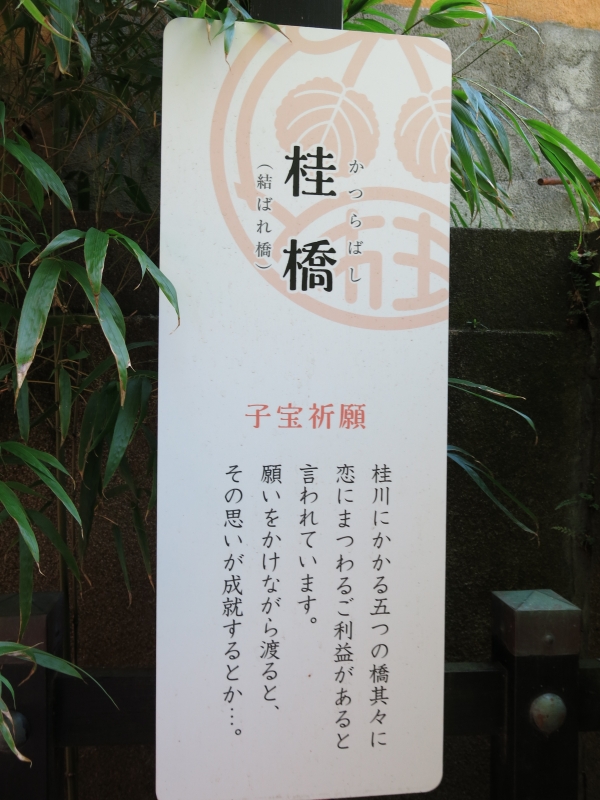 かつらばし
桂橋
（結ばれ橋）
子宝祈願
桂川にかかる五つの橋其々に
恋にまつわるご利益があると
言われています。
願いをかけながら渡ると、
その思いが成就するとか…。